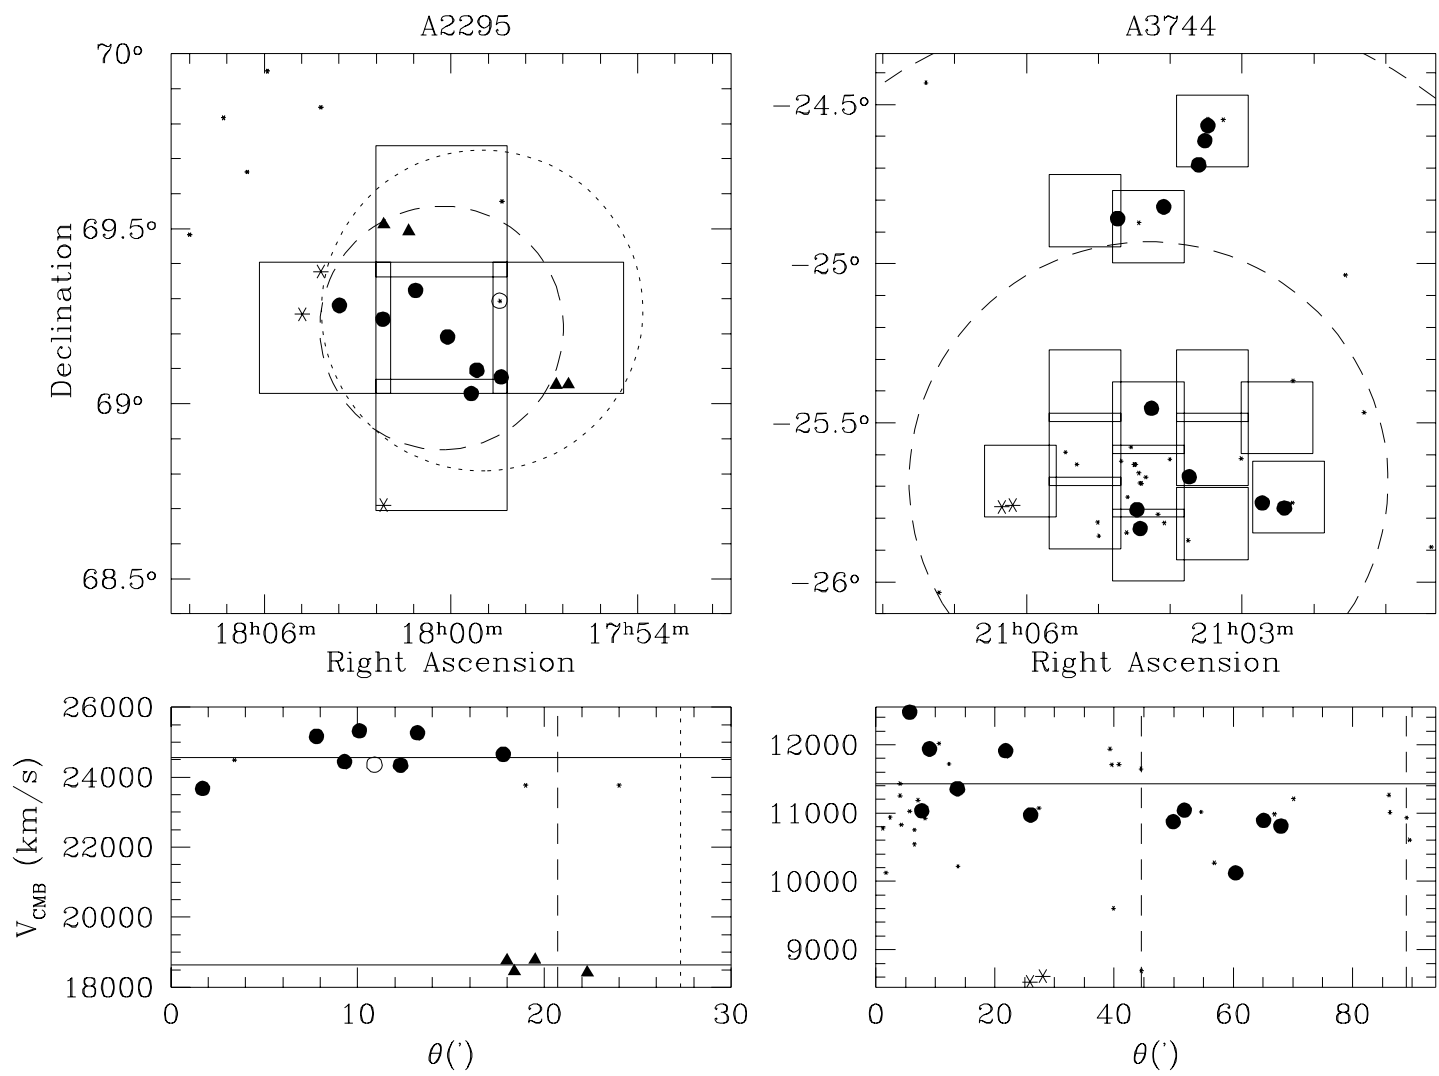 A2295
A3744
70°
69.5°
69°
68.5°
Declination
18ʰ06ᵐ
18ʰ00ᵐ
17ʰ54ᵐ
Right Ascension
−24.5°
−25°
−25.5°
−26°
21ʰ06ᵐ
21ʰ03ᵐ
Right Ascension
26000
24000
22000
20000
18000
V_CMB (km/s)
0
10
20
30
θ(')
12000
11000
10000
9000
0
20
40
60
80
θ(')